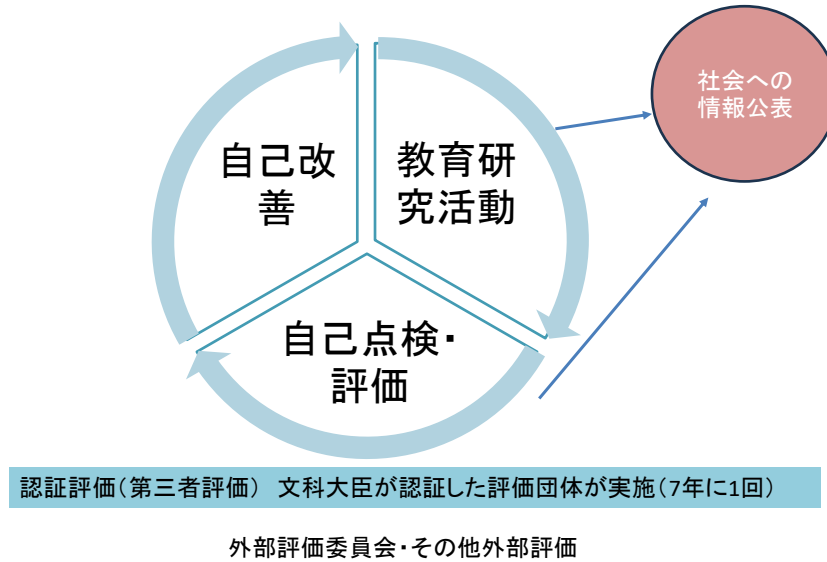 社会への
情報公表
自己改
善
教育研
究活動
自己点検・
評価
認証評価（第三者評価）　文科大臣が認証した評価団体が実施（7年に1回）
外部評価委員会・その他外部評価